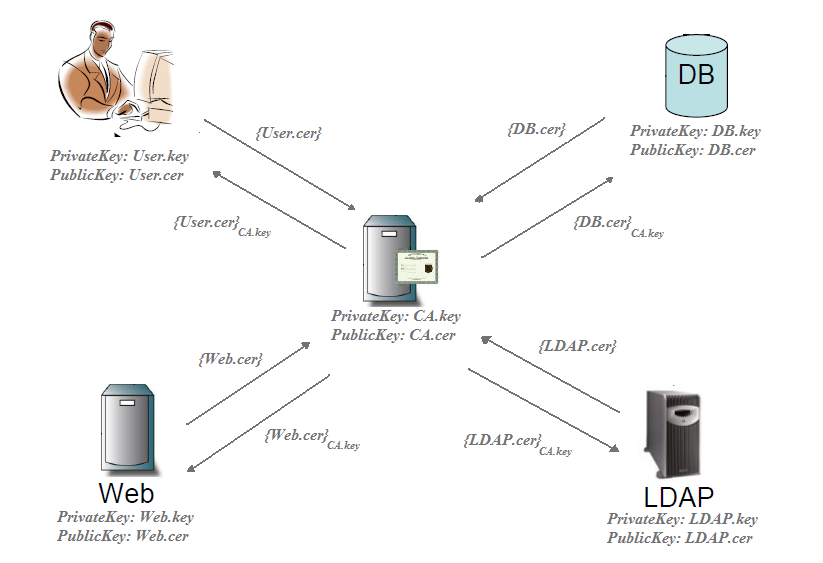 DB
PrivateKey: DB.key
PublicKey: DB.cer
PrivateKey: User.key
PublicKey: User.cer
{User.cer}
{DB.cer}
{User.cer}CA.key
{DB.cer}CA.key
PrivateKey: CA.key
PublicKey: CA.cer
{Web.cer}
{LDAP.cer}
{Web.cer}CA.key
{LDAP.cer}CA.key
Web
PrivateKey: Web.key
PublicKey: Web.cer
LDAP
PrivateKey: LDAP.key
PublicKey: LDAP.cer